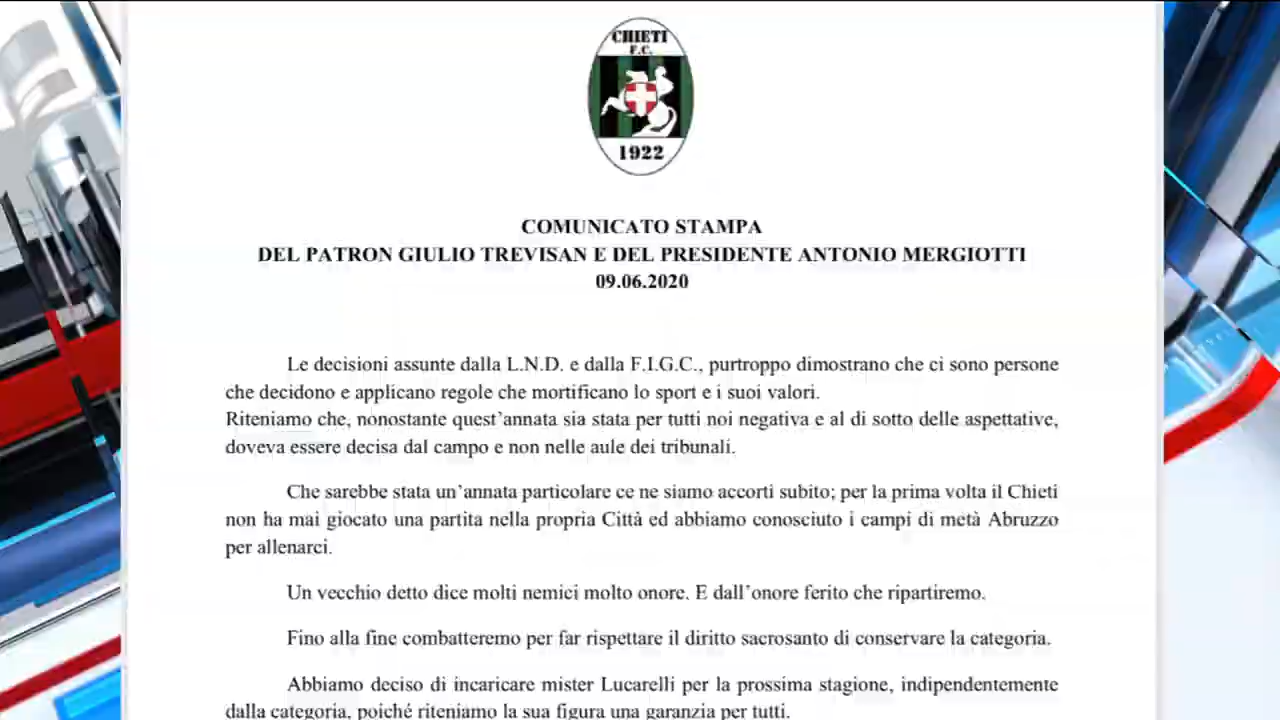 CHIETI
F.C.
1922
COMUNICATO STAMPA
DEL PATRON GIULIO TREVISAN E DEL PRESIDENTE ANTONIO MERGIOTTI
09.06.2020
Le decisioni assunte dalla L.N.D. e dalla F.I.G.C., purtroppo dimostrano che ci sono persone
che decidono e applicano regole che mortificano lo sport e i suoi valori.
Riteniamo che, nonostante quest'annata sia stata per tutti noi negativa e al di sotto delle aspettative,
doveva essere decisa dal campo e non nelle aule dei tribunali.
Che sarebbe stata un'annata particolare ce ne siamo accorti subito; per la prima volta il Chieti
non ha mai giocato una partita nella propria Città ed abbiamo conosciuto i campi di metà Abruzzo
per allenarci.
Un vecchio detto dice molti nemici molto onore. E dall'onore ferito che ripartiremo.
Fino alla fine combatteremo per far rispettare il diritto sacrosanto di conservare la categoria.
Abbiamo deciso di incaricare mister Lucarelli per la prossima stagione, indipendentemente
dalla categoria, poiché riteniamo la sua figura una garanzia per tutti.